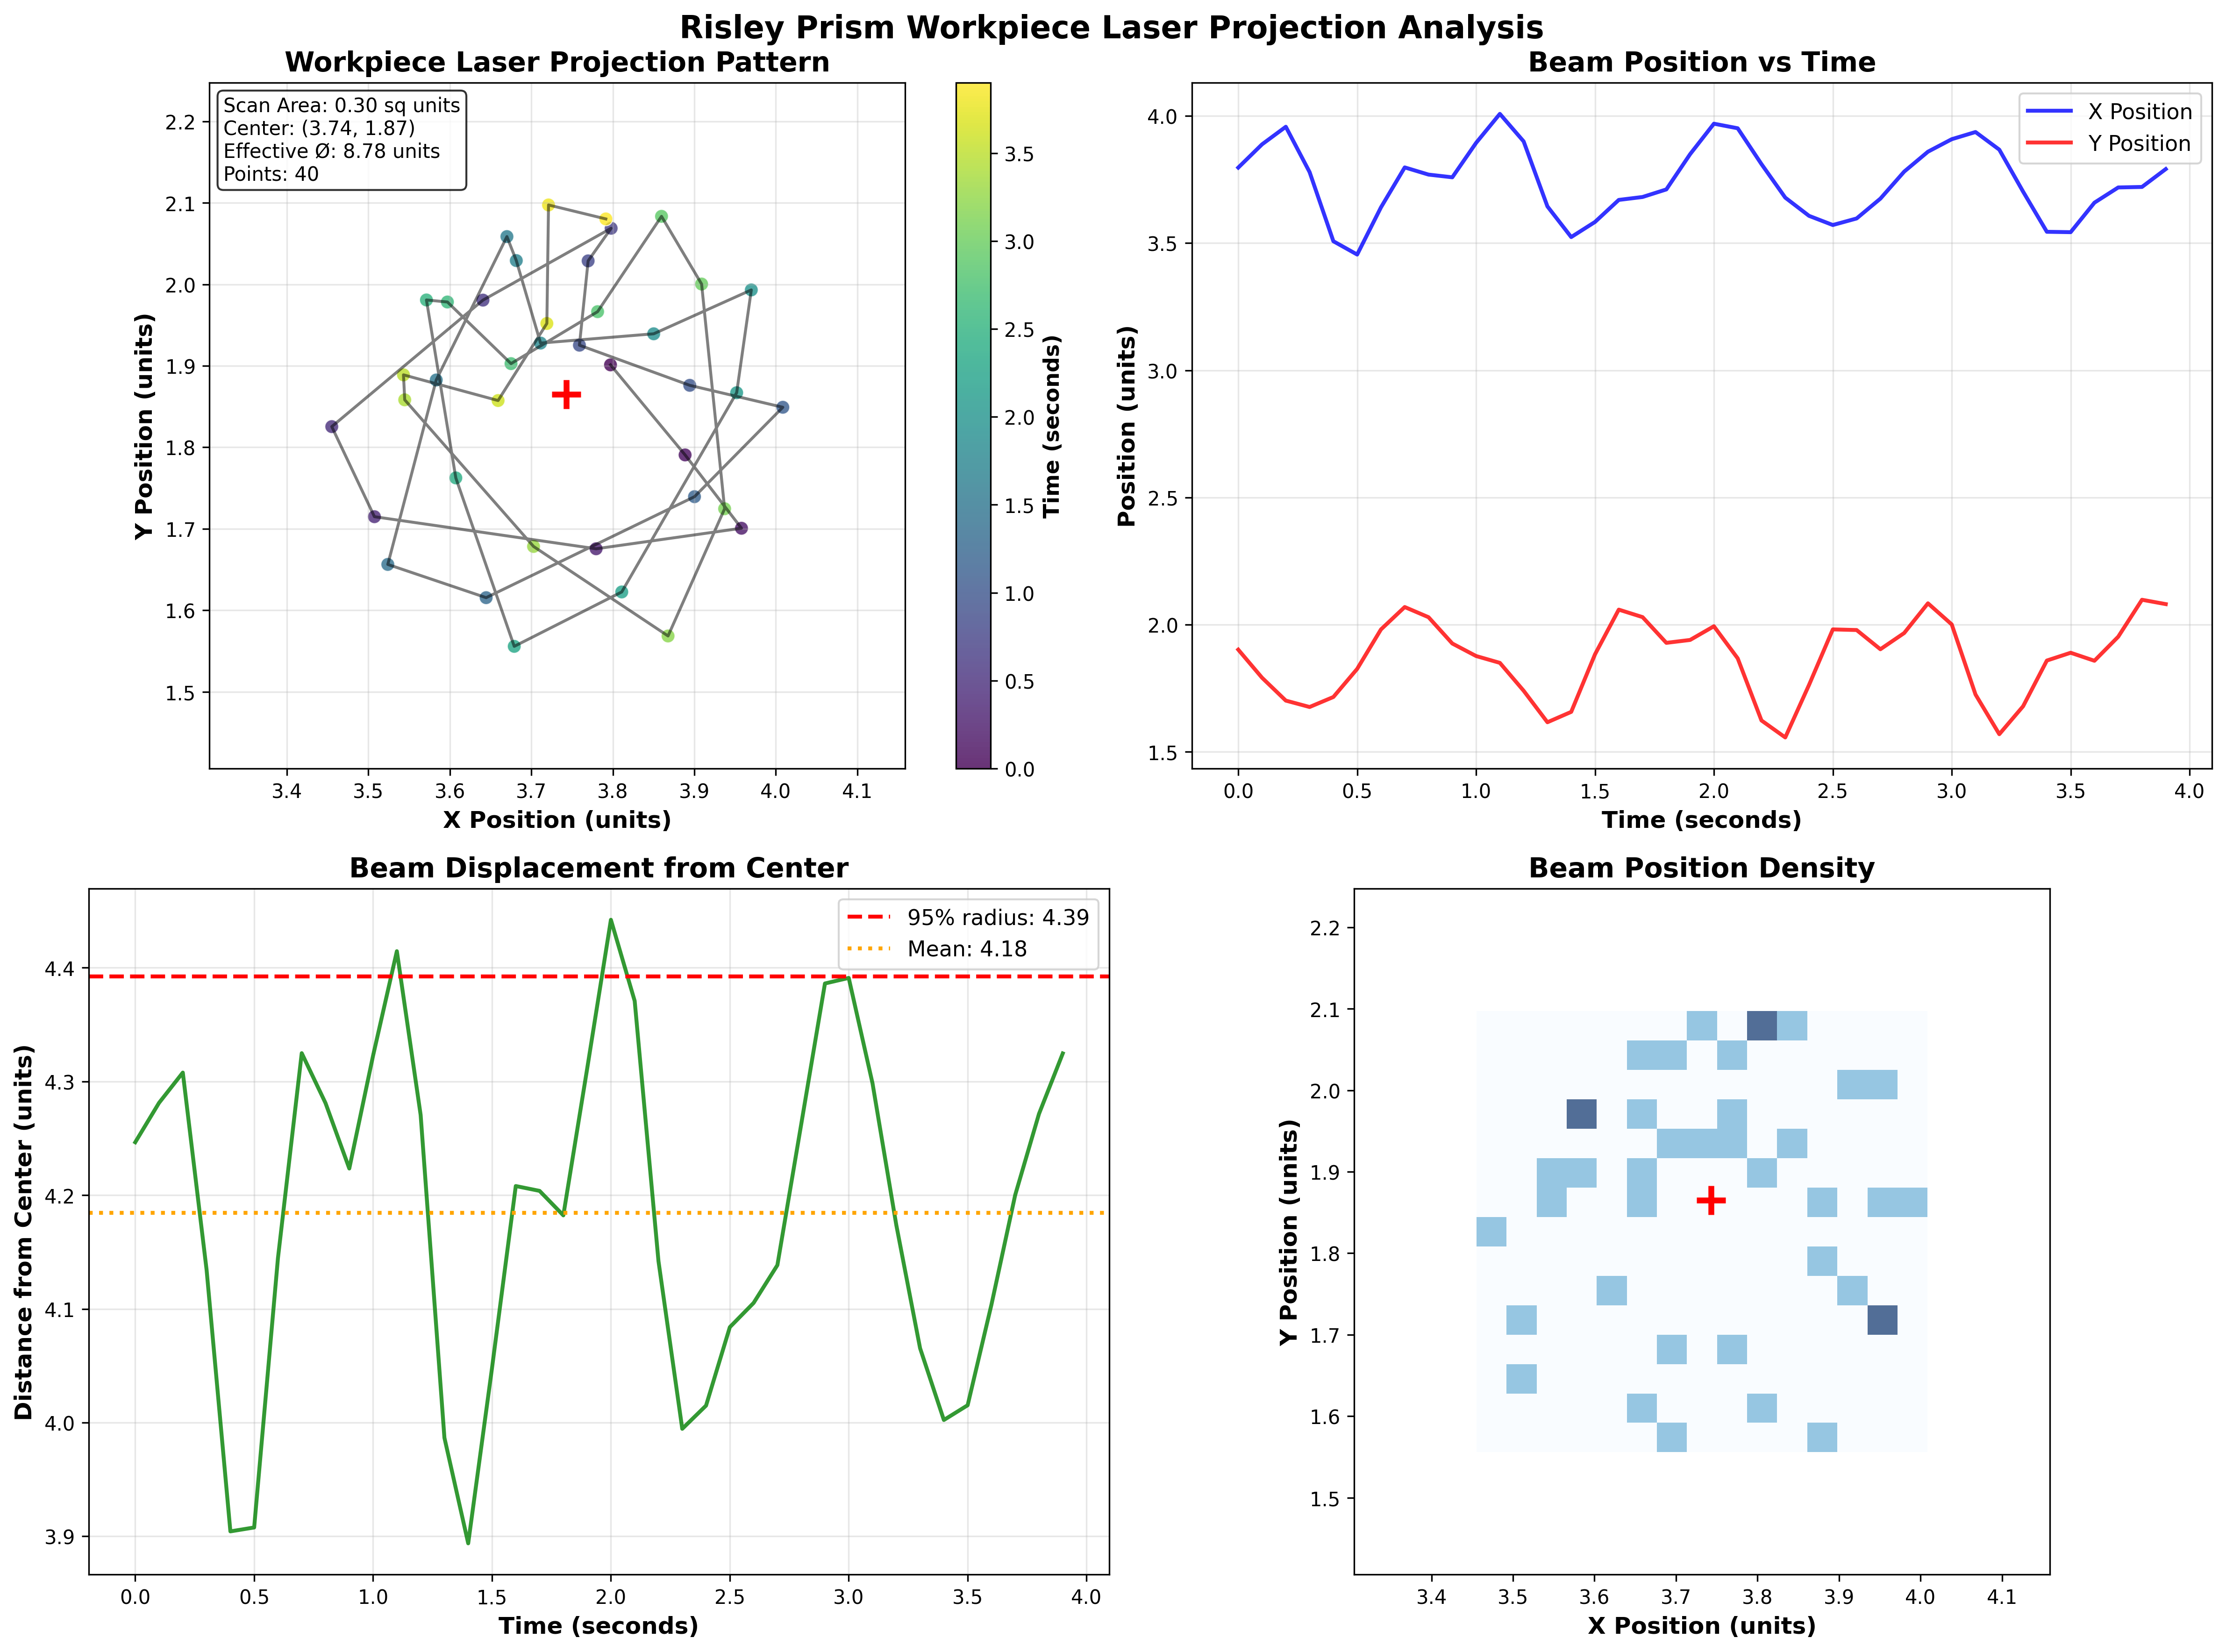 Risley Prism Workpiece Laser Projection Analysis
Workpiece Laser Projection Pattern
Scan Area: 0.30 sq units
Center: (3.74, 1.87)
Effective Ø: 8.78 units
Points: 40
Y Position (units)
2.2
2.1
2.0
1.9
1.8
1.7
1.6
1.5
3.4 3.5 3.6 3.7 3.8 3.9 4.0 4.1
X Position (units)
3.5
3.0
2.5
2.0
1.5
1.0
0.5
0.0
Time (seconds)
Beam Position vs Time
X Position
Y Position
Position (units)
4.0
3.5
3.0
2.5
2.0
1.5
0.0 0.5 1.0 1.5 2.0 2.5 3.0 3.5 4.0
Time (seconds)
Beam Displacement from Center
95% radius: 4.39
Mean: 4.18
Distance from Center (units)
4.4
4.3
4.2
4.1
4.0
3.9
0.0 0.5 1.0 1.5 2.0 2.5 3.0 3.5 4.0
Time (seconds)
Beam Position Density
Y Position (units)
2.2
2.1
2.0
1.9
1.8
1.7
1.6
1.5
3.4 3.5 3.6 3.7 3.8 3.9 4.0 4.1
X Position (units)